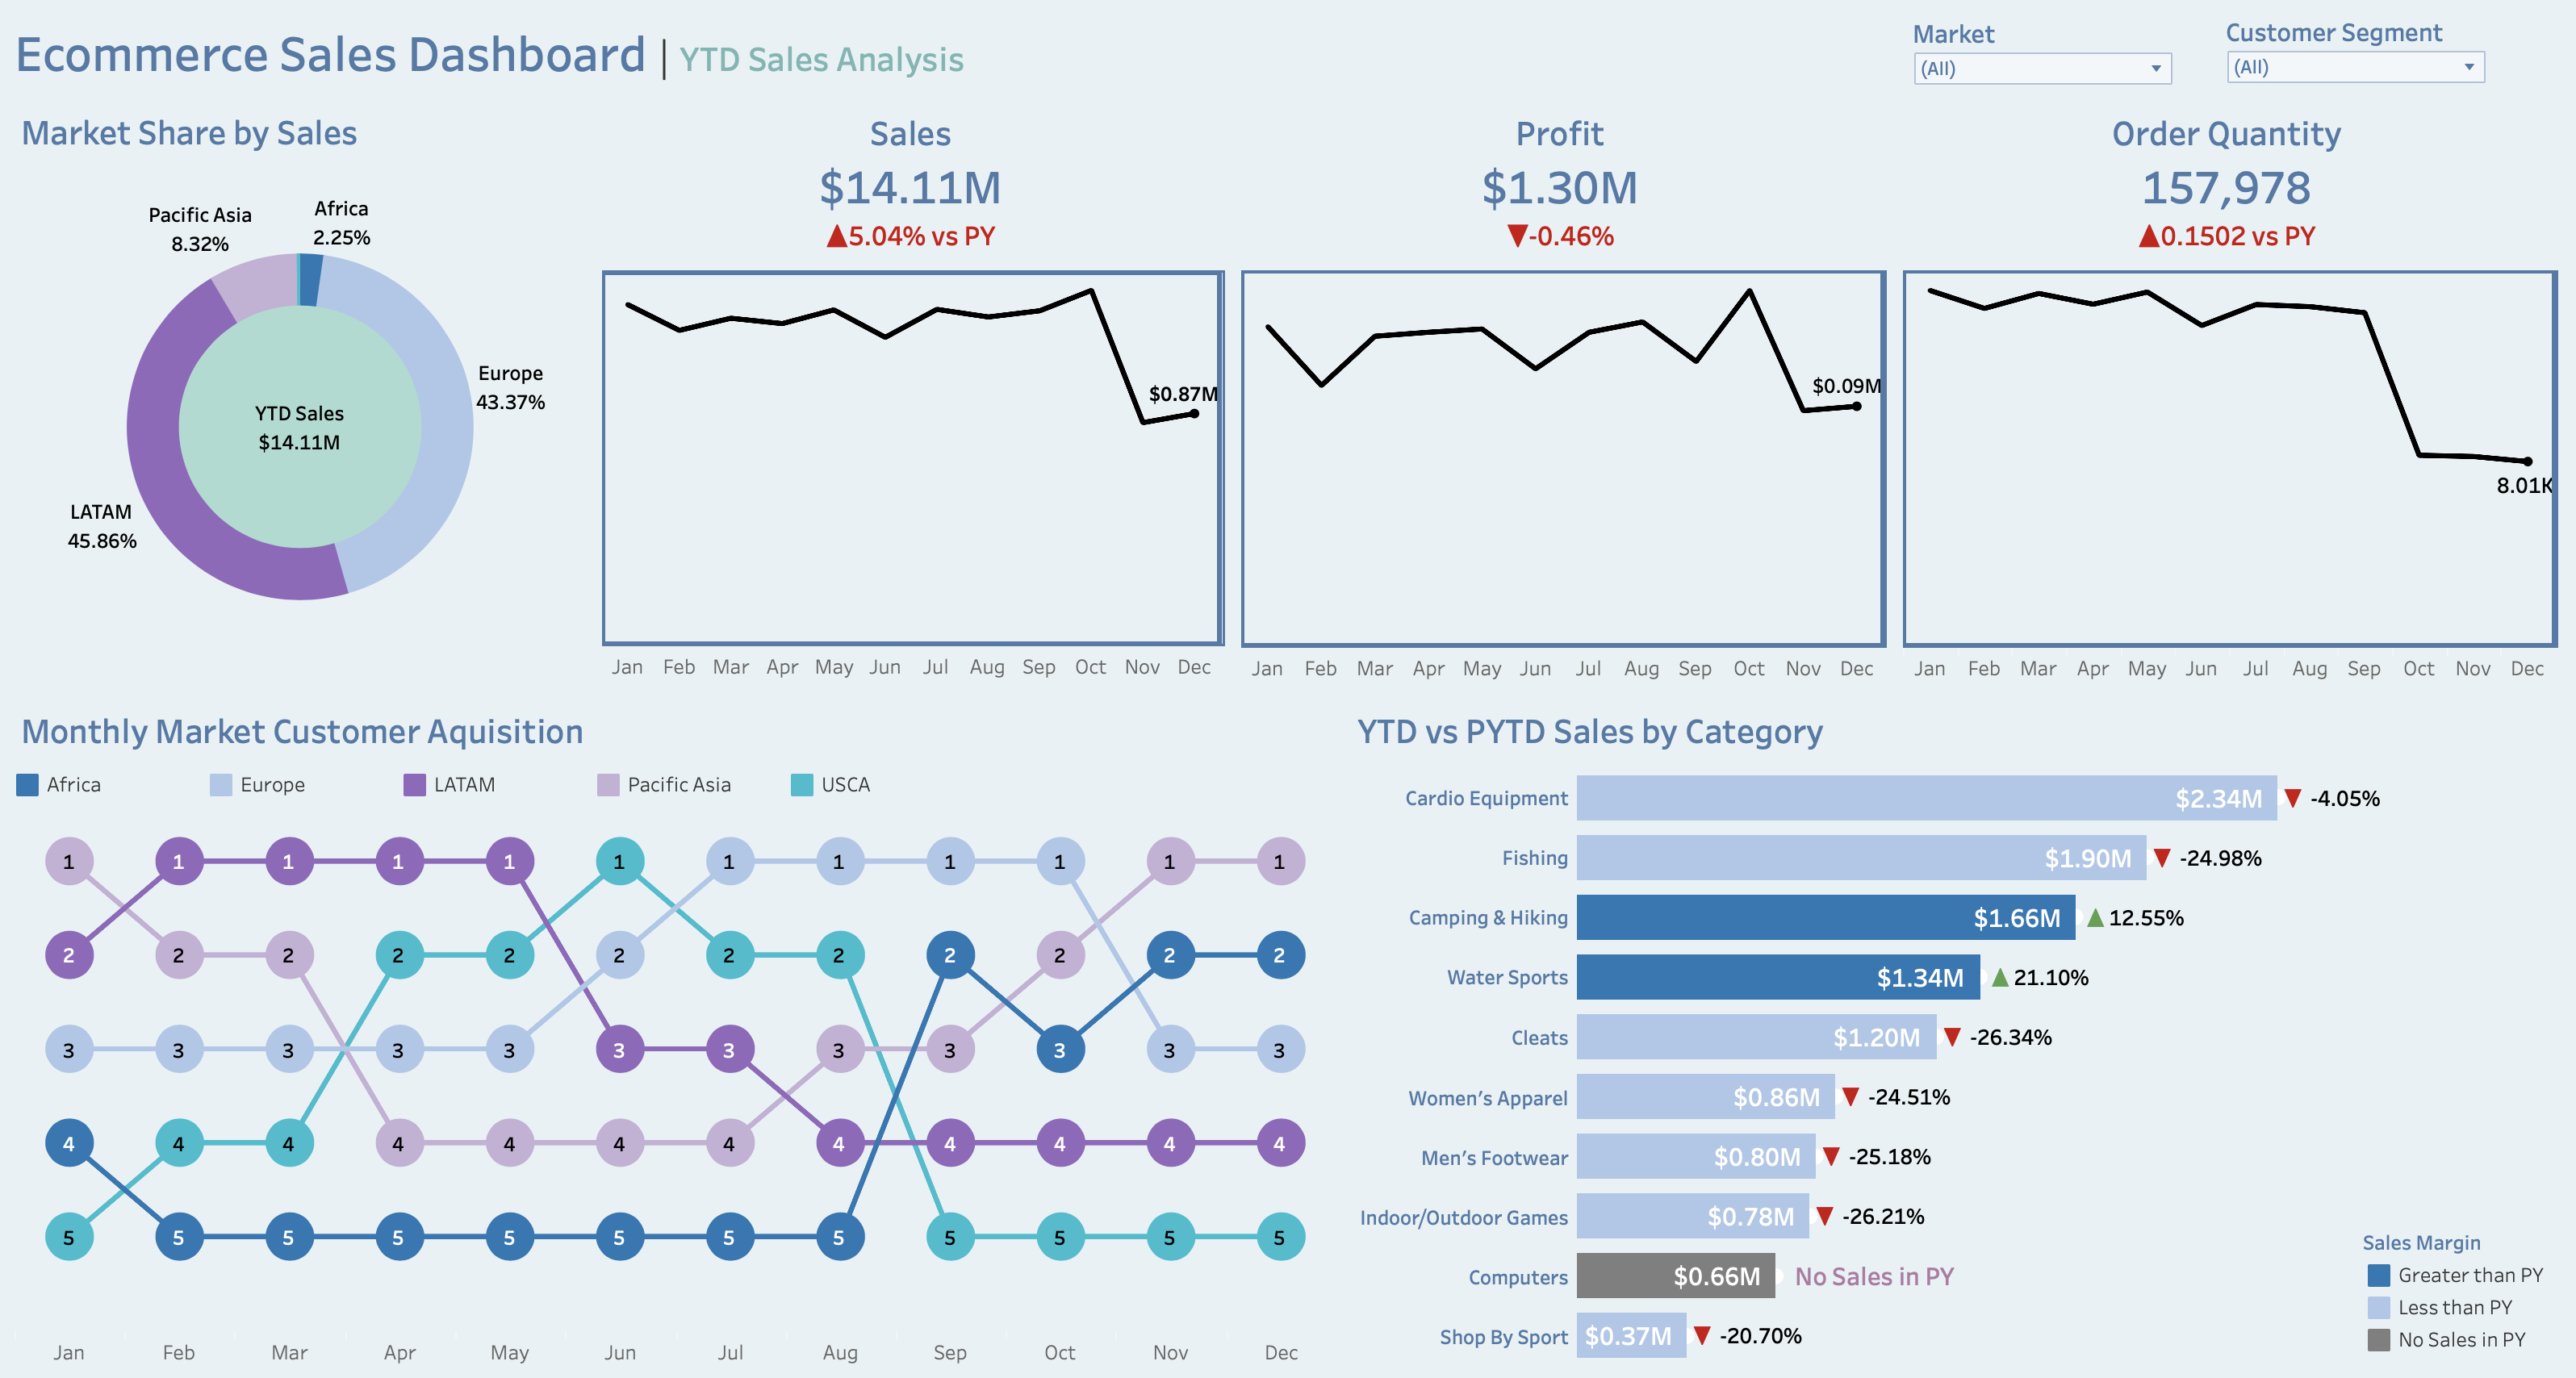 Ecommerce Sales Dashboard | YTD Sales Analysis
Market
(All)
Customer Segment
(All)
Market Share by Sales
Pacific Asia
8.32%
Africa
2.25%
Europe
43.37%
LATAM
45.86%
YTD Sales
$14.11M
Sales
$14.11M
▲5.04% vs PY
$0.87M
Jan Feb Mar Apr May Jun Jul Aug Sep Oct Nov Dec
Profit
$1.30M
▼-0.46%
$0.09M
Jan Feb Mar Apr May Jun Jul Aug Sep Oct Nov Dec
Order Quantity
157,978
▲0.1502 vs PY
8.01K
Jan Feb Mar Apr May Jun Jul Aug Sep Oct Nov Dec
Monthly Market Customer Aquisition
Africa Europe LATAM Pacific Asia USCA
1 1 1 1 1 1 1 1 1 1 1 1
2 2 2 2 2 2 2 2 2 2 2 2
3 3 3 3 3 3 3 3 3 3 3 3
4 4 4 4 4 4 4 4 4 4 4 4
5 5 5 5 5 5 5 5 5 5 5 5
Jan Feb Mar Apr May Jun Jul Aug Sep Oct Nov Dec
YTD vs PYTD Sales by Category
Cardio Equipment $2.34M ▼ -4.05%
Fishing $1.90M ▼ -24.98%
Camping & Hiking $1.66M ▲ 12.55%
Water Sports $1.34M ▲ 21.10%
Cleats $1.20M ▼ -26.34%
Women's Apparel $0.86M ▼ -24.51%
Men's Footwear $0.80M ▼ -25.18%
Indoor/Outdoor Games $0.78M ▼ -26.21%
Computers $0.66M No Sales in PY
Shop By Sport $0.37M ▼ -20.70%
Sales Margin
Greater than PY
Less than PY
No Sales in PY